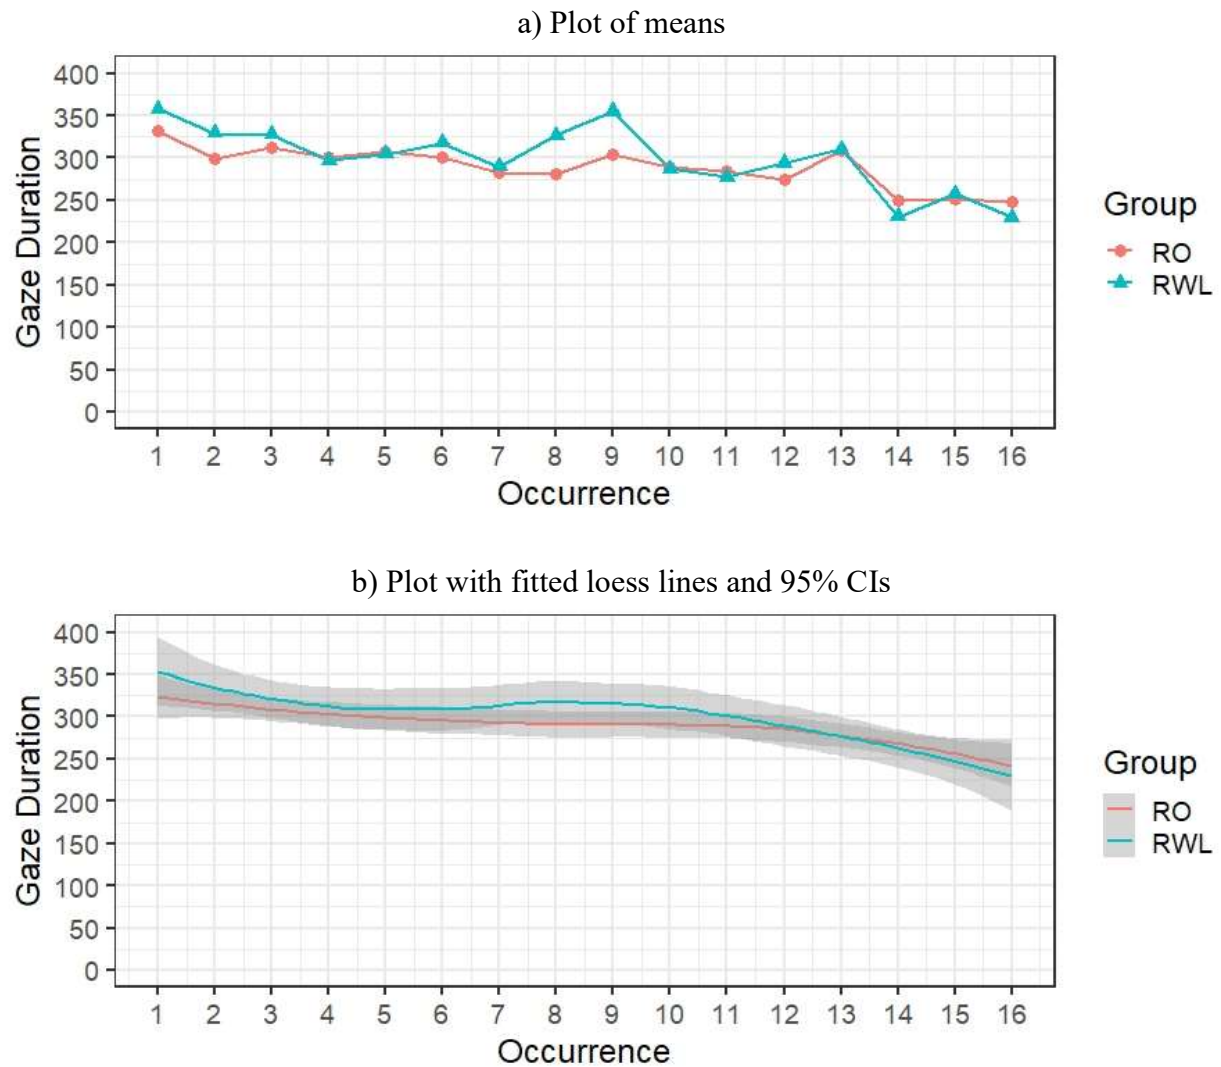 a) Plot of means
400
350
300
250
200
150
100
50
0
Gaze Duration
1 2 3 4 5 6 7 8 9 10 11 12 13 14 15 16
Occurrence
Group
RO
RWL
b) Plot with fitted loess lines and 95% CIs
400
350
300
250
200
150
100
50
0
Gaze Duration
1 2 3 4 5 6 7 8 9 10 11 12 13 14 15 16
Occurrence
Group
RO
RWL